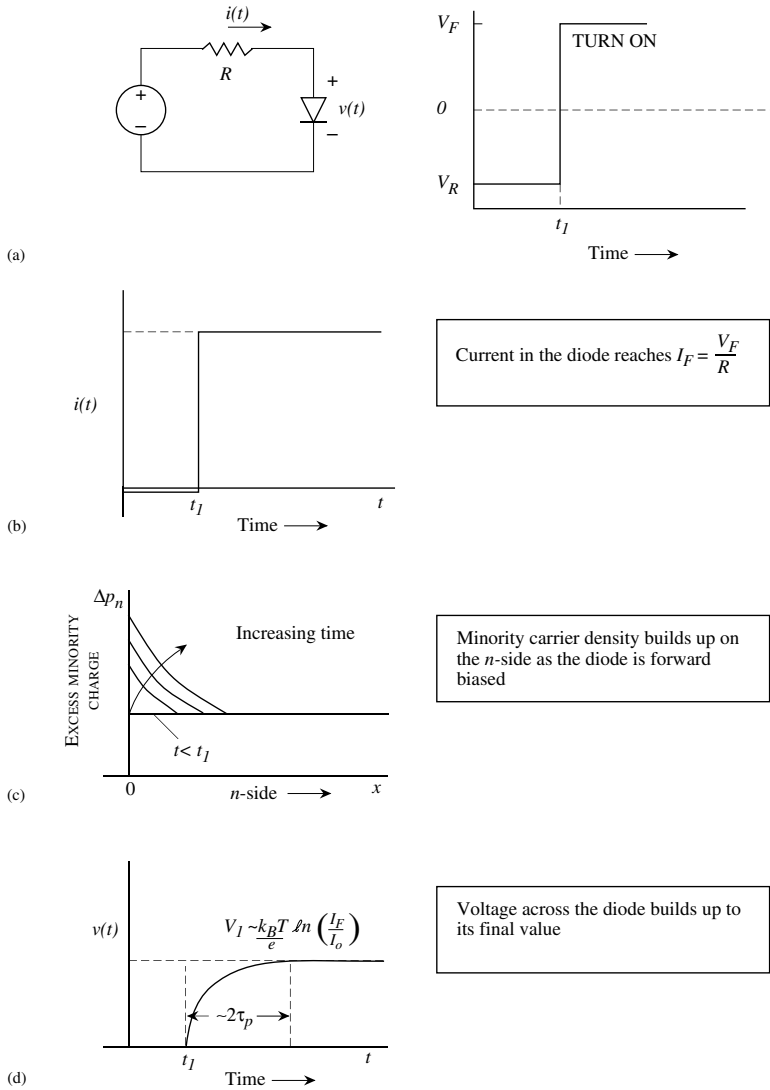 i(t)
R
+
–
+
v(t)
–
V_F
TURN ON
0
V_R
t_1
Time
(a)
i(t)
t_1
t
Time
Current in the diode reaches I_F = V_F / R
(b)
Δp_n
EXCESS MINORITY
CHARGE
Increasing time
t< t_1
0
n-side
x
Minority carrier density builds up on
the n-side as the diode is forward
biased
(c)
v(t)
V_1 ~ k_B T / e ℓn (I_F / I_o)
~2τ_p
t_1
t
Time
Voltage across the diode builds up to
its final value
(d)